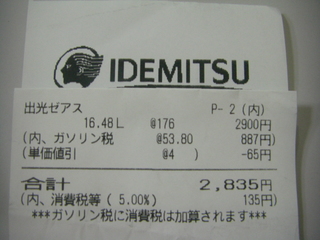 IDEMITSU
出光ゼアス P- 2 (内)
16.48L @176 2900円
(内、ガソリン税 @53.80 887円)
(単価値引 @4 ) -65円
合計 2,835円
(内、消費税等 ( 5.00%) 135円)
***ガソリン税に消費税は加算されます***